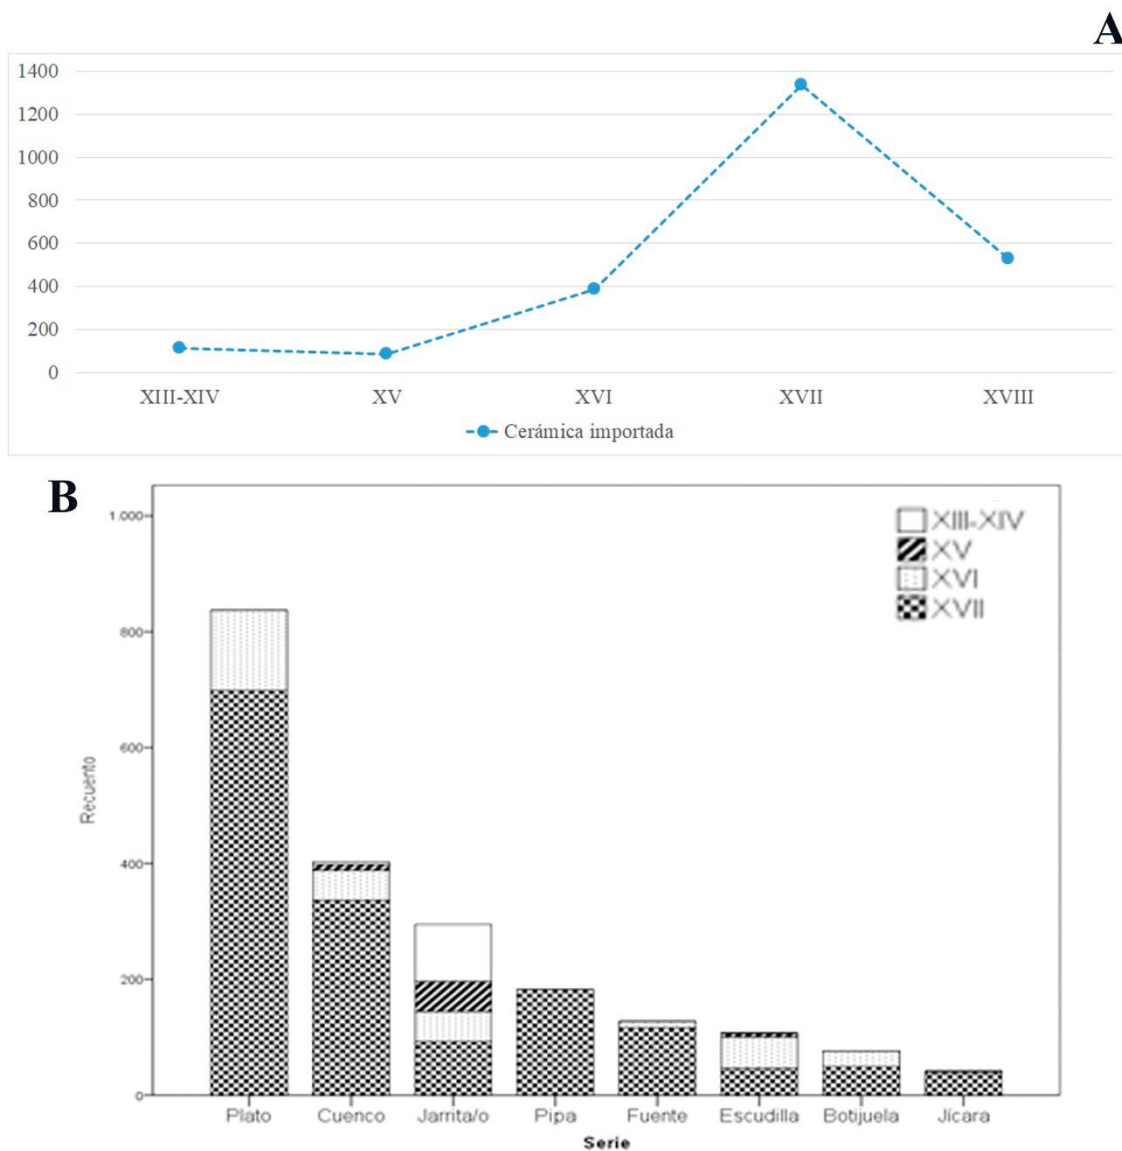 A
1400
1200
1000
800
600
400
200
0
XIII-XIV XV XVI XVII XVIII
Cerámica importada
B
XIII-XIV
XV
XVI
XVII
1.000
800
600
400
200
0
Recuento
Plato Cuenco Jarrita/o Pipa Fuente Escudilla Botijuela Jícara
Serie